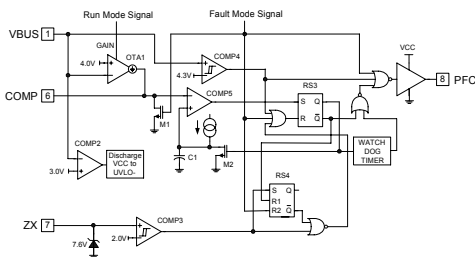 Run Mode Signal
Fault Mode Signal
VBUS 1
GAIN
OTA1
4.0V
COMP4
4.3V
VCC
8 PFC
COMP 6
M1
COMP5
RS3
S Q
R Q
C1
M2
WATCH
DOG
TIMER
COMP2
3.0V
Discharge
VCC to
UVLO-
RS4
S Q
R1
R2 Q
ZX 7
7.6V
2.0V
COMP3